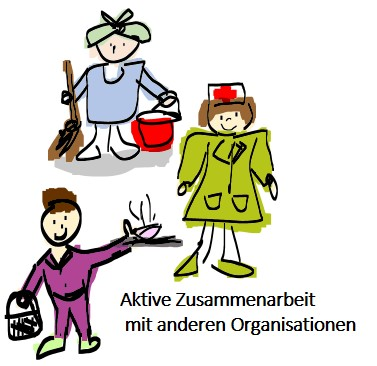 Aktive Zusammenarbeit
mit anderen Organisationen